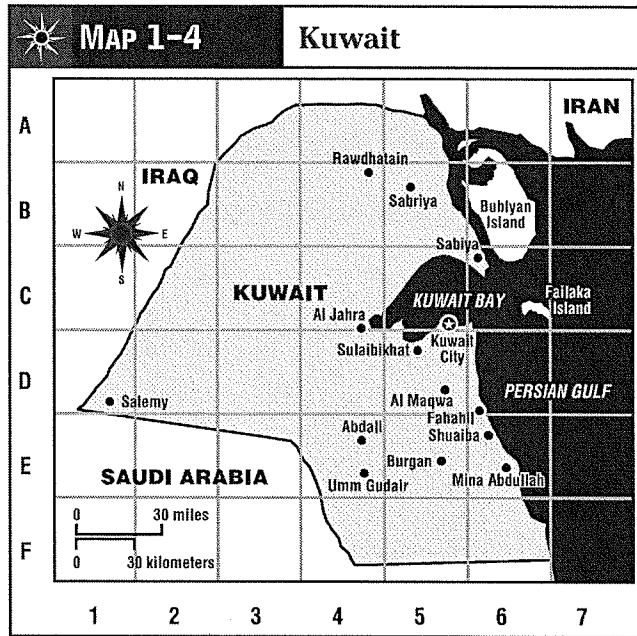 MAP 1–4
Kuwait
A
B
C
D
E
F
IRAN
IRAQ
N
W E
S
Rawdhatain
Sabriya
Bubiyan
Island
Sabiya
KUWAIT
KUWAIT BAY
Failaka
Island
Al Jahra
Sulaibikhat
Kuwait
City
PERSIAN GULF
Salemy
Al Maqwa
Fahahil
Abdali
Shuaiba
Burgan
SAUDI ARABIA
Umm Gudair
Mina Abdullah
0 30 miles
0 30 kilometers
1 2 3 4 5 6 7